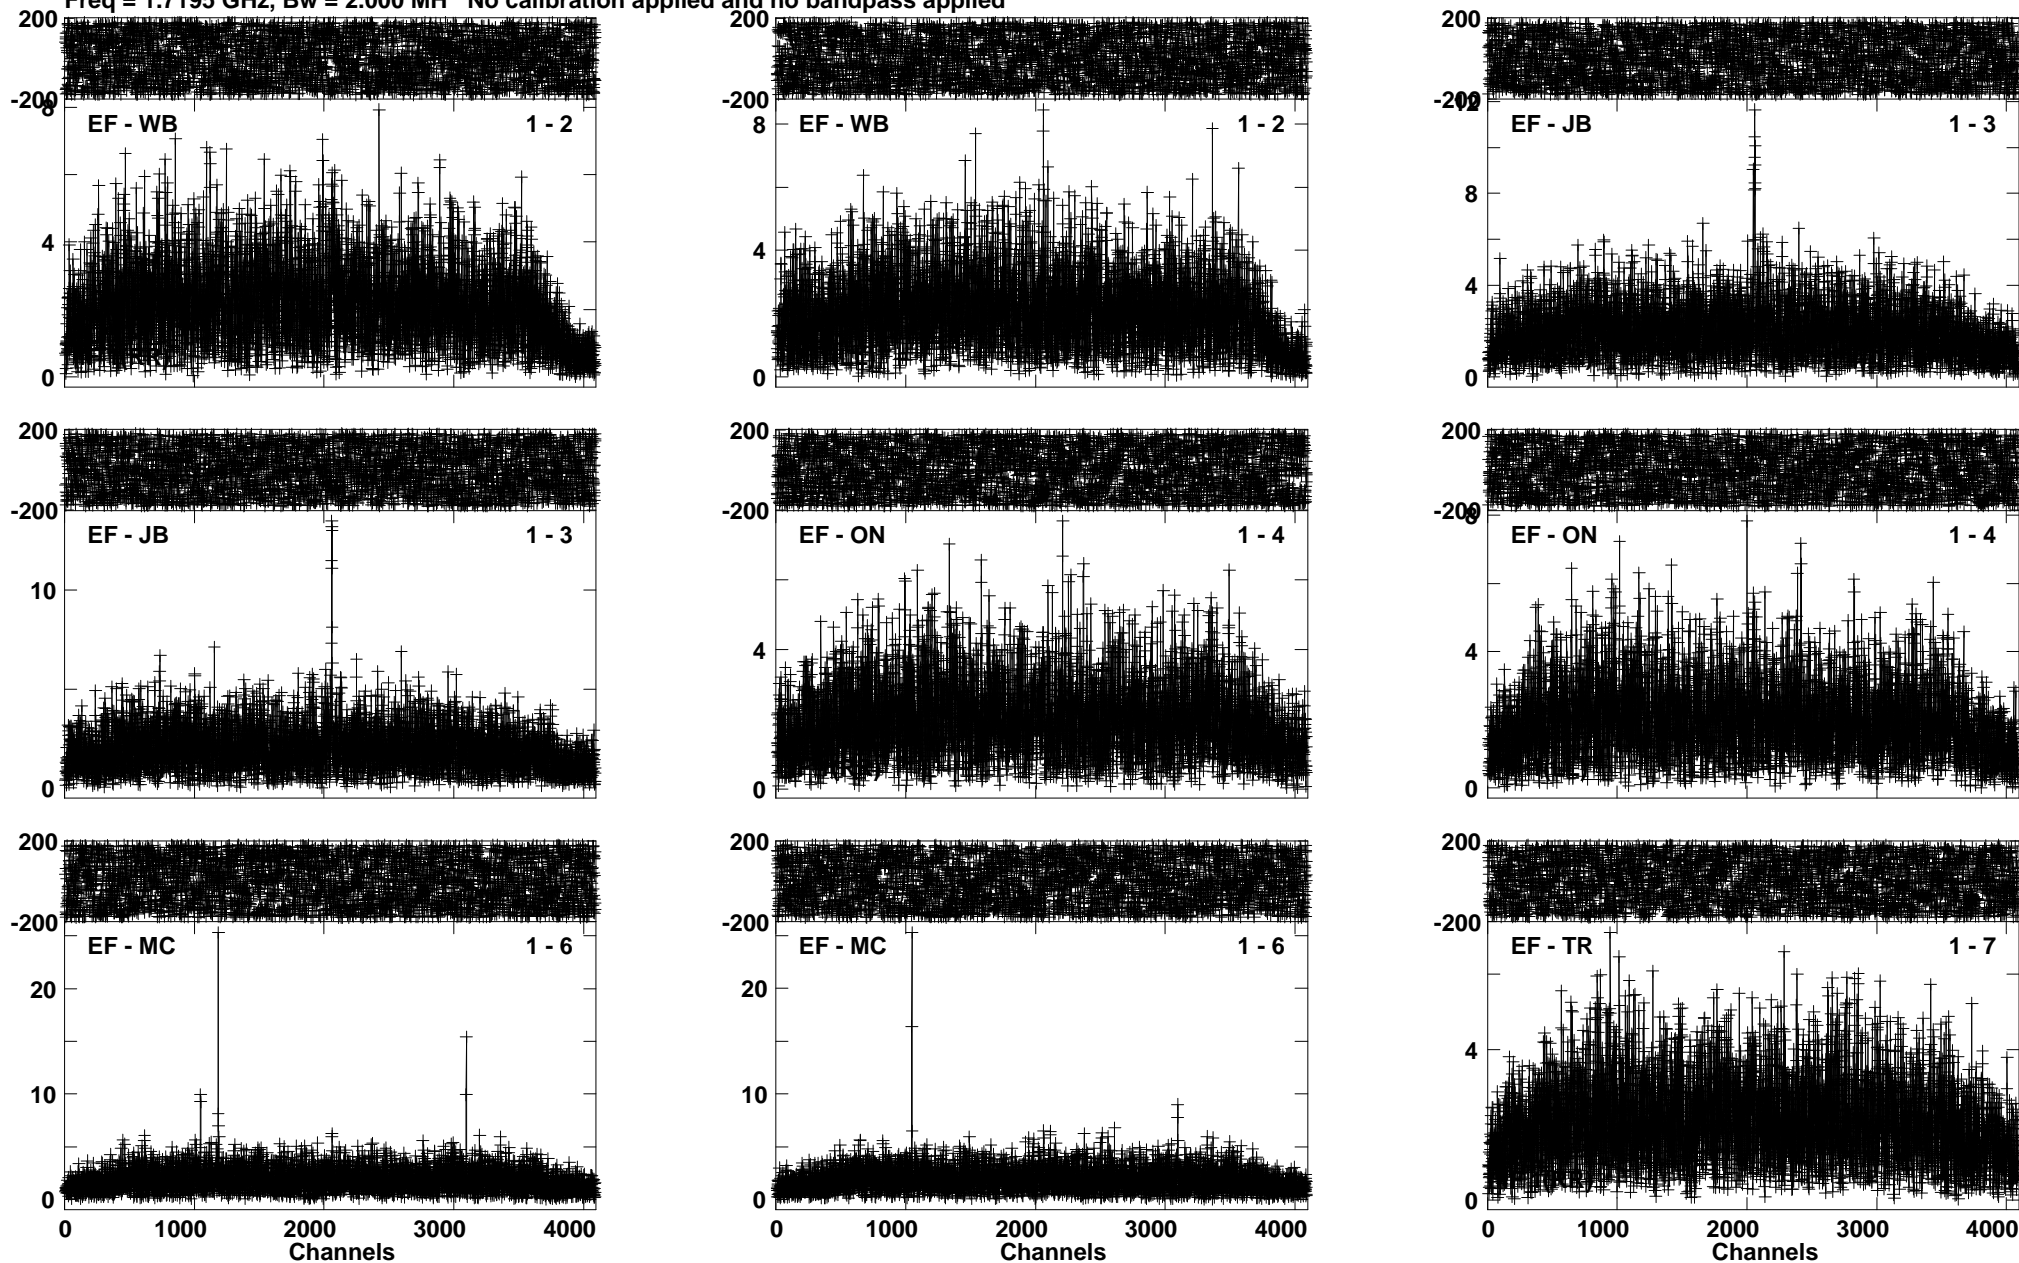 Freq = 1.7195 GHz, Bw = 2.000 MH No calibration applied and no bandpass applied
200 200 200
-200 -200 -200
8 12
EF - WB 1 - 2 8 EF - WB 1 - 2 EF - JB 1 - 3
8
4 4 4
0 0 0
200 200 200
-200 -200 -200
8
EF - JB 1 - 3 EF - ON 1 - 4 EF - ON 1 - 4
10
4 4
0 0 0
200 200 200
-200 -200 -200
EF - MC 1 - 6 EF - MC 1 - 6 EF - TR 1 - 7
20 20
4
10 10
0 0 0
0 1000 2000 3000 4000 0 1000 2000 3000 4000 0 1000 2000 3000 4000
Channels Channels Channels